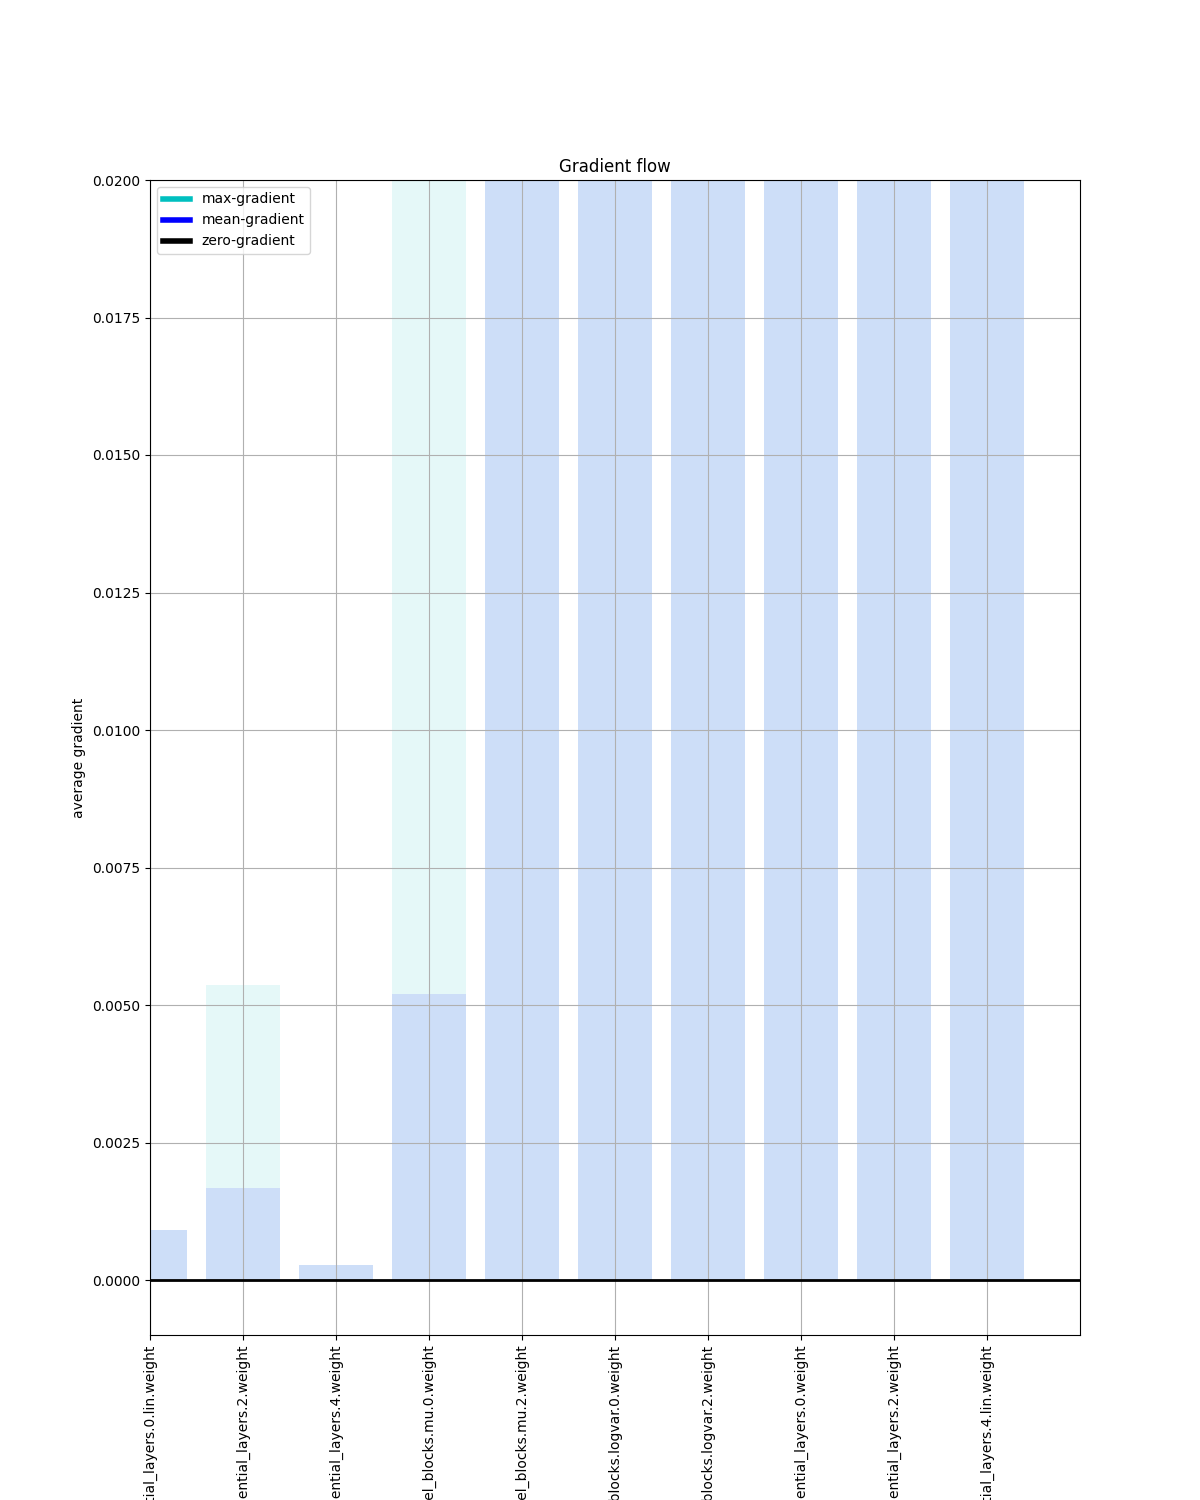 Gradient flow
max-gradient
mean-gradient
zero-gradient
0.0200
0.0175
0.0150
0.0125
0.0100
0.0075
0.0050
0.0025
0.0000
average gradient
tial_layers.0.lin.weight
ential_layers.2.weight
ential_layers.4.weight
el_blocks.mu.0.weight
el_blocks.mu.2.weight
blocks.logvar.0.weight
blocks.logvar.2.weight
ential_layers.0.weight
ential_layers.2.weight
tial_layers.4.lin.weight